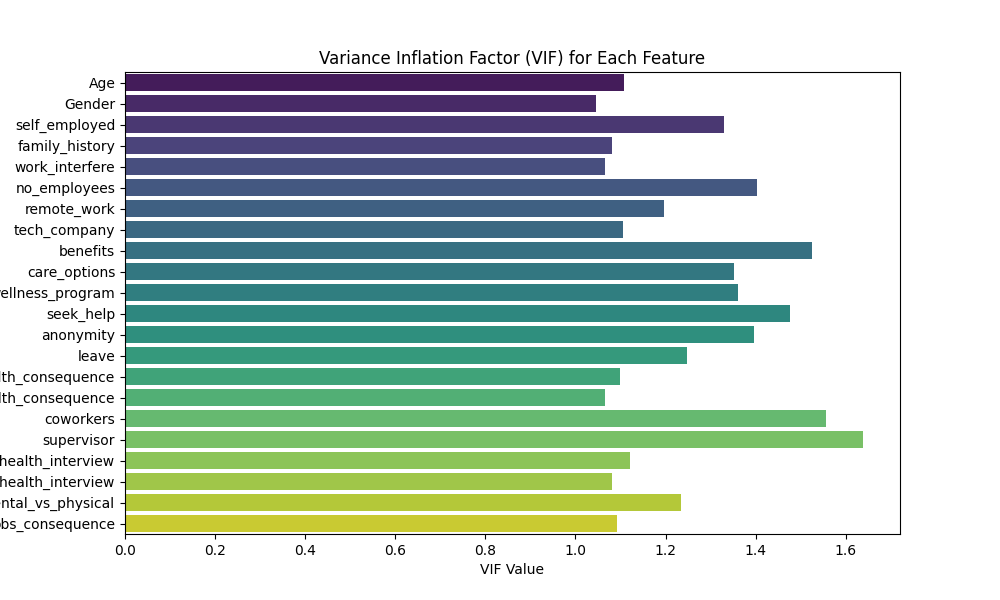 Variance Inflation Factor (VIF) for Each Feature
Age
Gender
self_employed
family_history
work_interfere
no_employees
remote_work
tech_company
benefits
care_options
ellness_program
seek_help
anonymity
leave
lth_consequence
lth_consequence
coworkers
supervisor
health_interview
health_interview
ental_vs_physical
obs_consequence
0.0 0.2 0.4 0.6 0.8 1.0 1.2 1.4 1.6
VIF Value